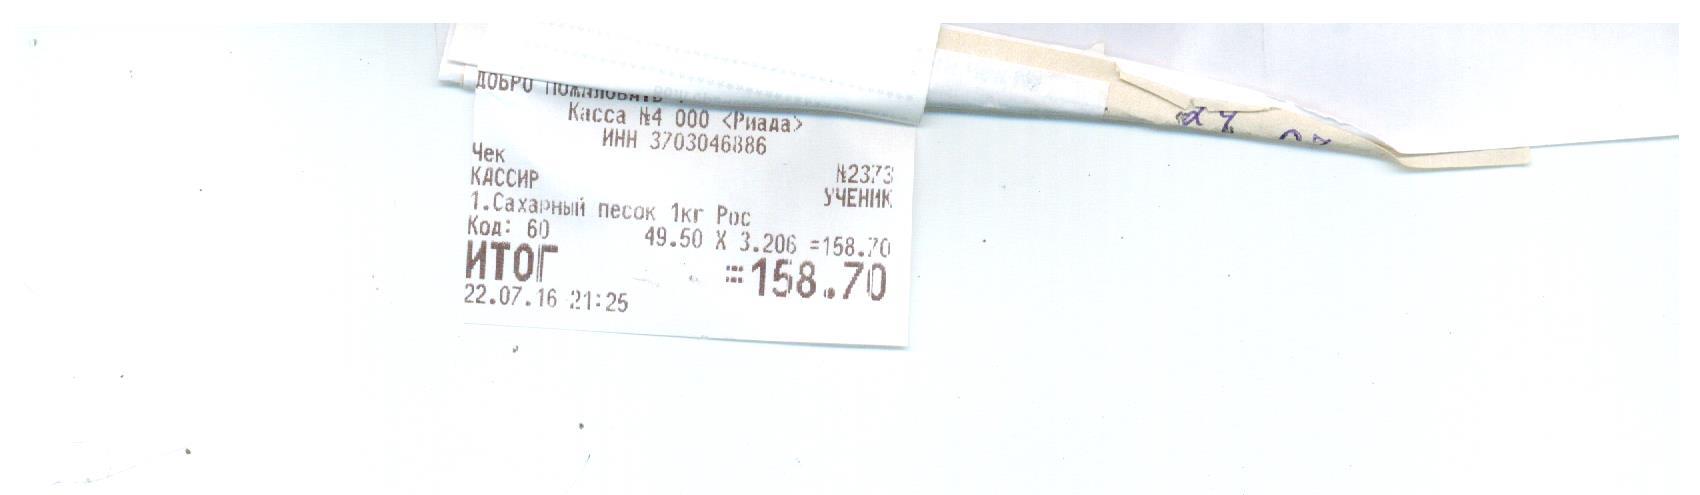 ДОБРО ПОЖАЛОВАТЬ
Касса №4 000 <Риада>
ИНН 3703046886
Чек №2373
КАССИР УЧЕНИК
1.Сахарный песок 1кг Рос
Код: 60 49.50 X 3.206 =158.70
ИТОГ =158.70
22.07.16 21:25